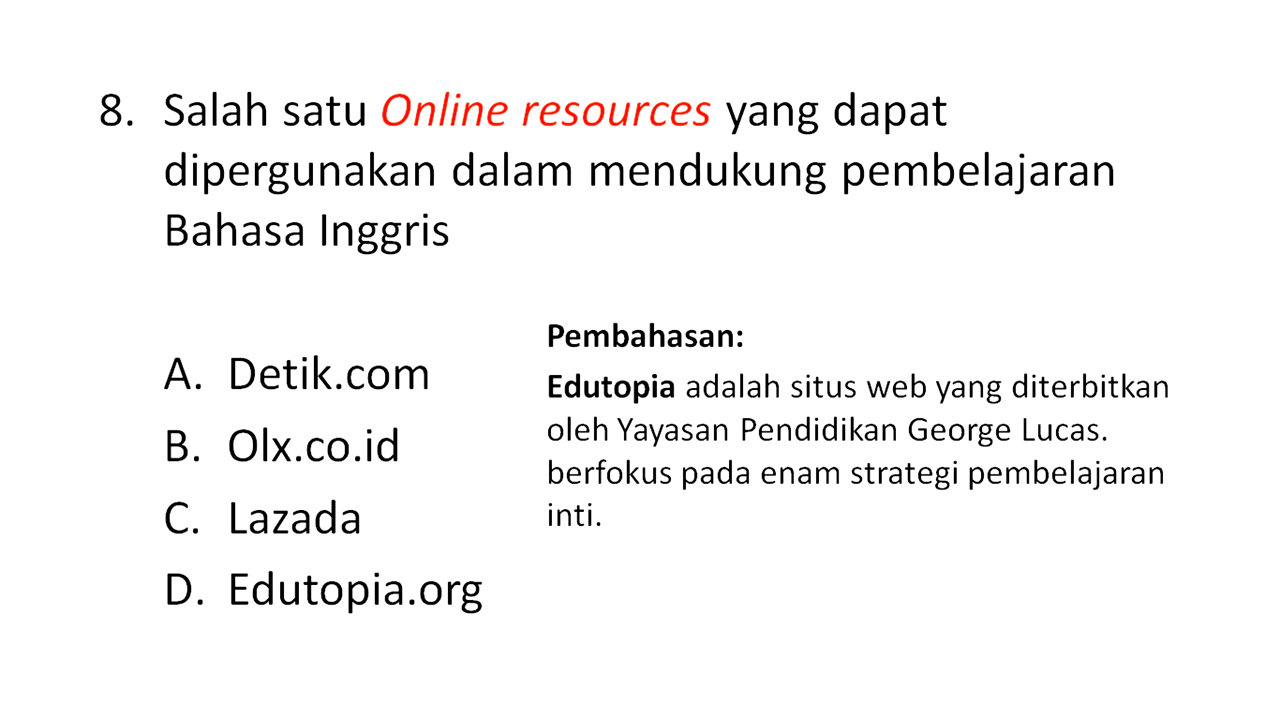 8. Salah satu Online resources yang dapat
dipergunakan dalam mendukung pembelajaran
Bahasa Inggris
A. Detik.com
B. Olx.co.id
C. Lazada
D. Edutopia.org
Pembahasan:
Edutopia adalah situs web yang diterbitkan
oleh Yayasan Pendidikan George Lucas.
berfokus pada enam strategi pembelajaran
inti.